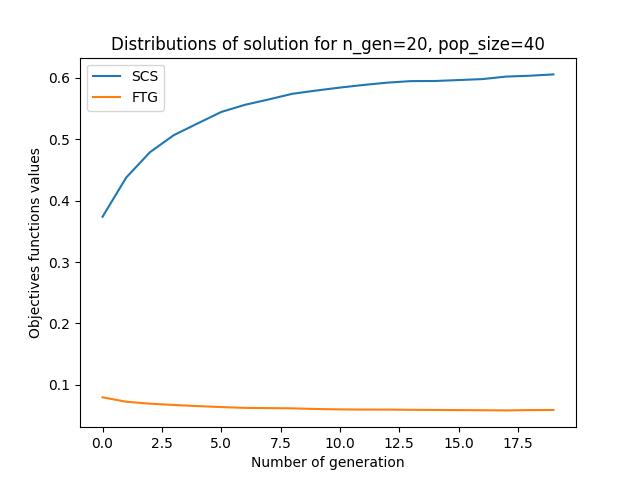 Distributions of solution for n_gen=20, pop_size=40
SCS
FTG
Objectives functions values
0.6
0.5
0.4
0.3
0.2
0.1
0.0 2.5 5.0 7.5 10.0 12.5 15.0 17.5
Number of generation